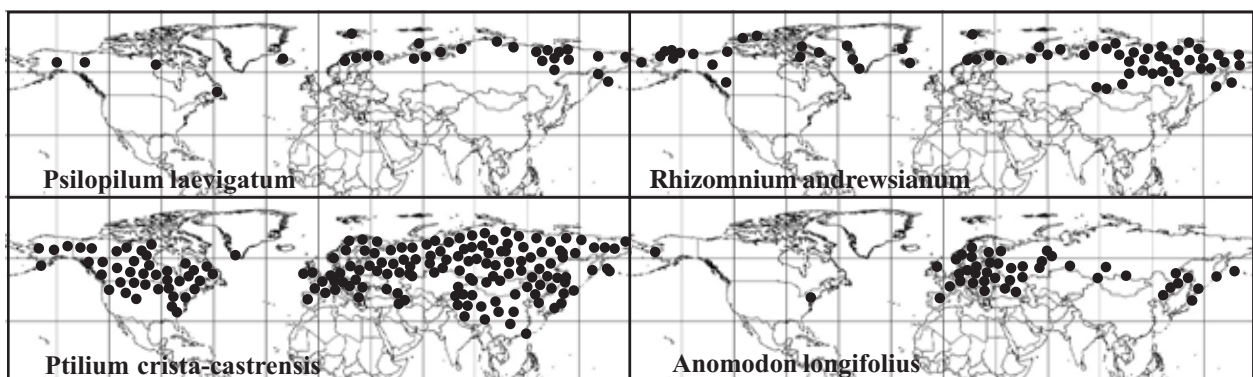 Psilopilum laevigatum
Rhizomnium andrewsianum
Ptilium crista-castrensis
Anomodon longifolius